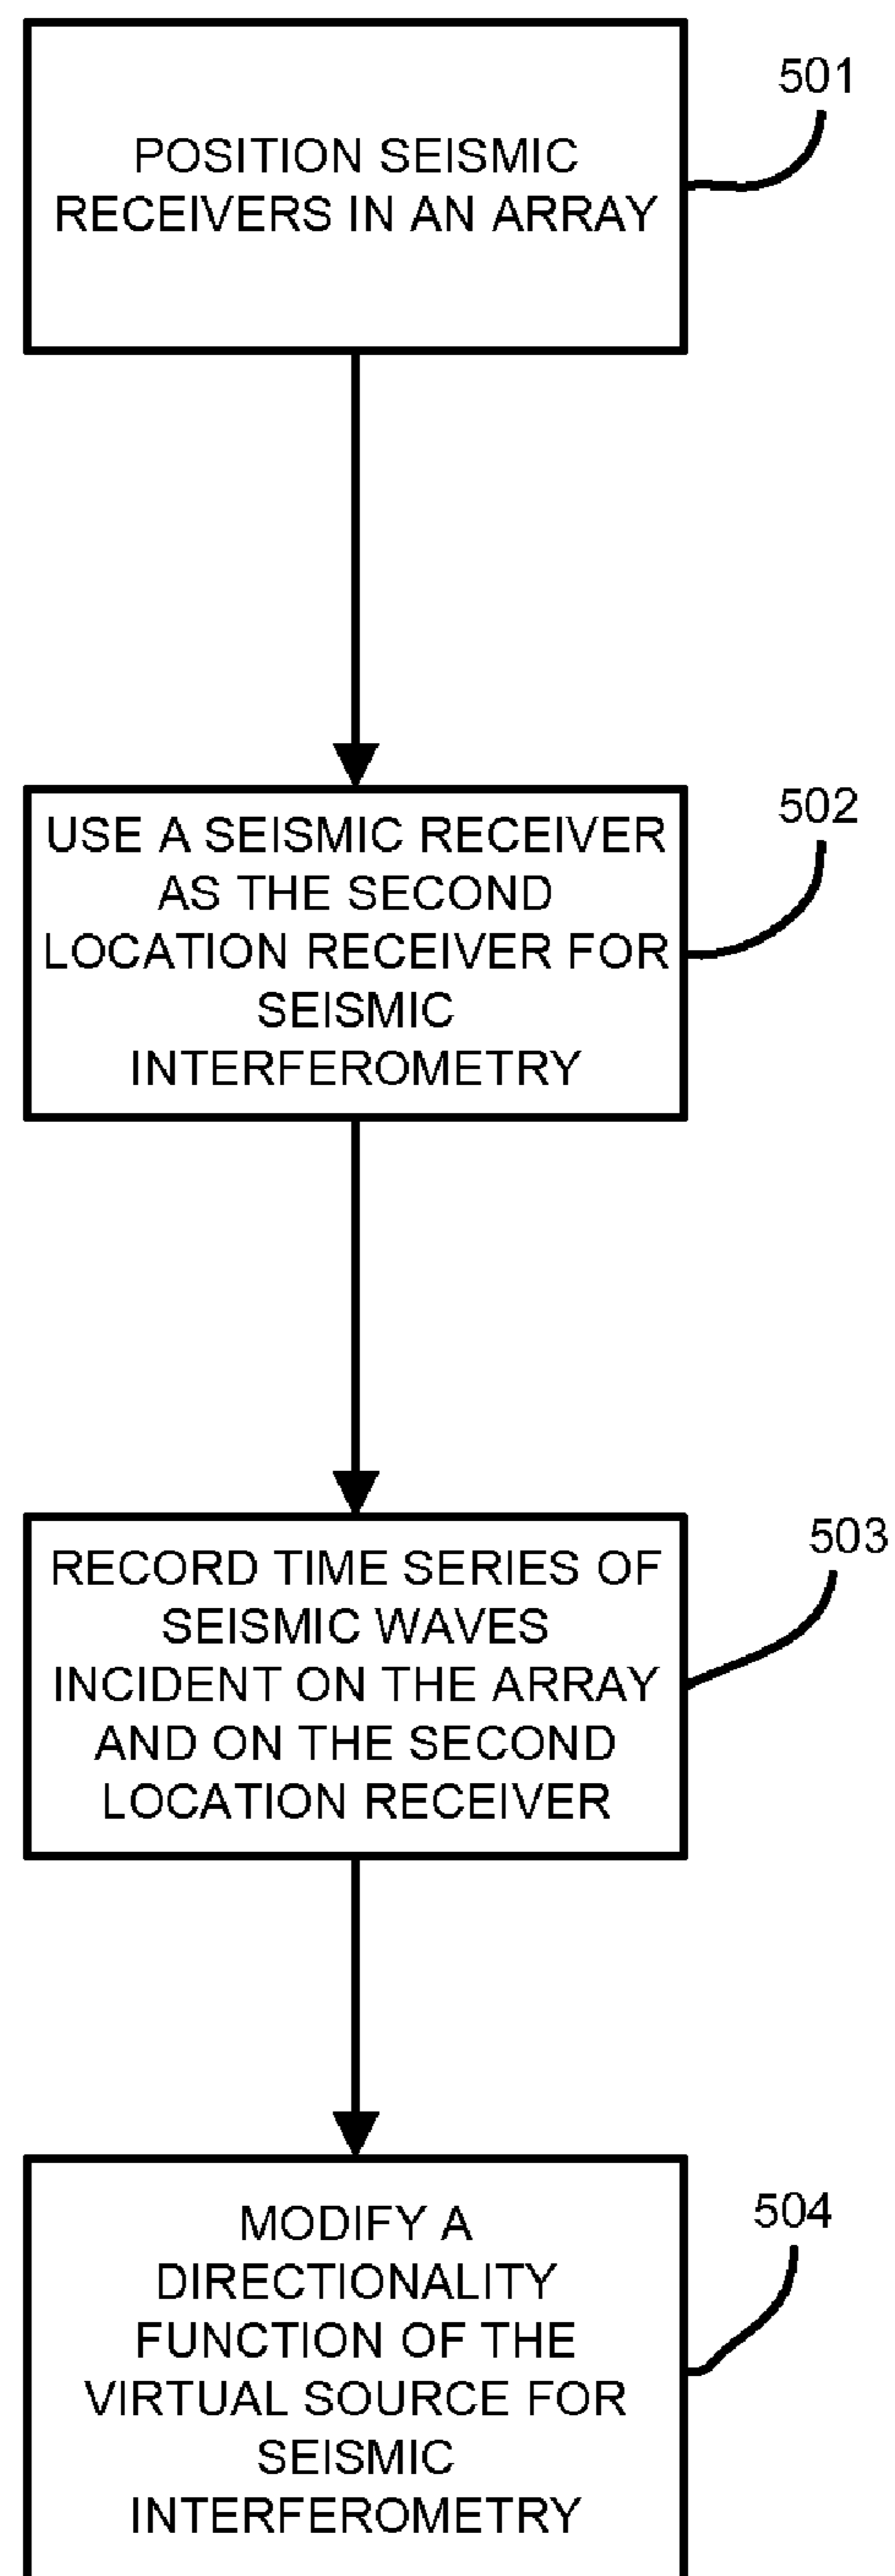 501
POSITION SEISMIC
RECEIVERS IN AN ARRAY
502
USE A SEISMIC RECEIVER
AS THE SECOND
LOCATION RECEIVER FOR
SEISMIC
INTERFEROMETRY
503
RECORD TIME SERIES OF
SEISMIC WAVES
INCIDENT ON THE ARRAY
AND ON THE SECOND
LOCATION RECEIVER
504
MODIFY A
DIRECTIONALITY
FUNCTION OF THE
VIRTUAL SOURCE FOR
SEISMIC
INTERFEROMETRY